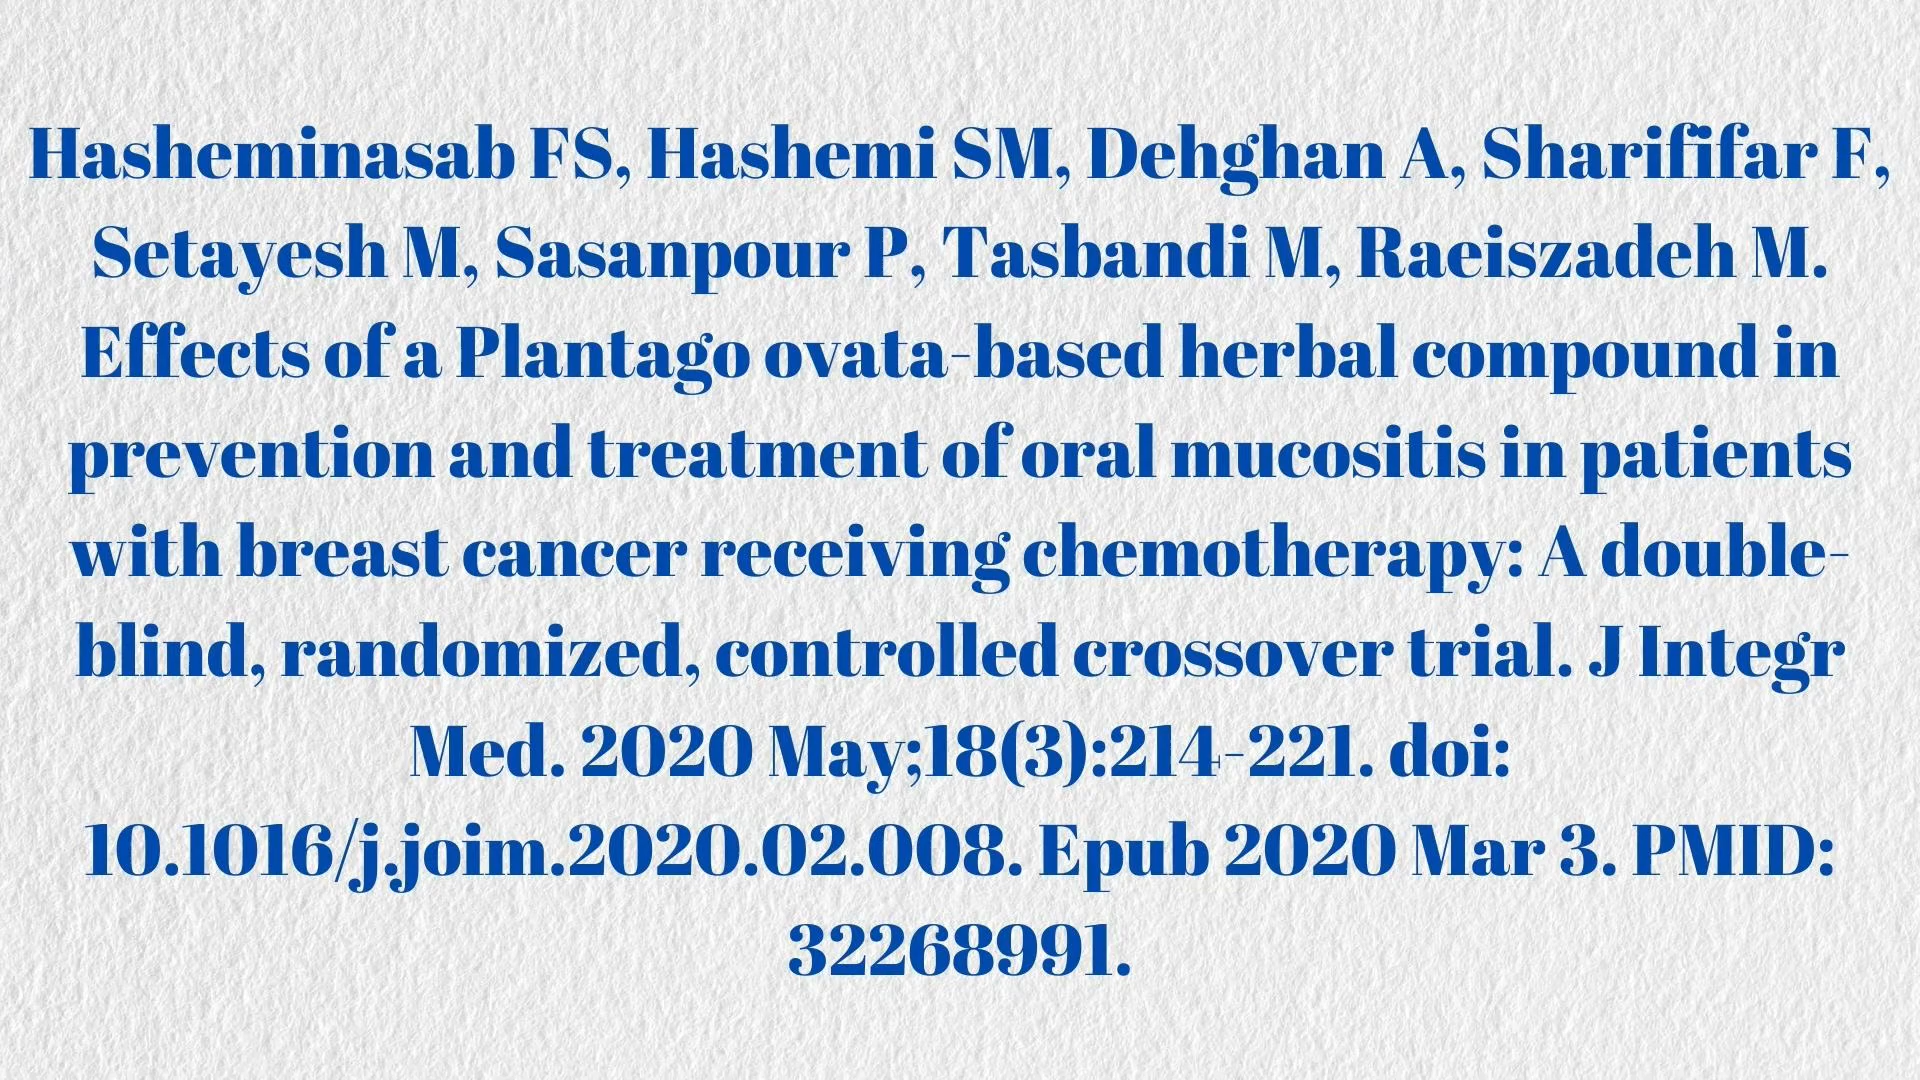 Hasheminasab FS, Hashemi SM, Dehghan A, Sharififar F,
Setayesh M, Sasanpour P, Tasbandi M, Raeiszadeh M.
Effects of a Plantago ovata-based herbal compound in
prevention and treatment of oral mucositis in patients
with breast cancer receiving chemotherapy: A double-
blind, randomized, controlled crossover trial. J Integr
Med. 2020 May;18(3):214-221. doi:
10.1016/j.joim.2020.02.008. Epub 2020 Mar 3. PMID:
32268991.